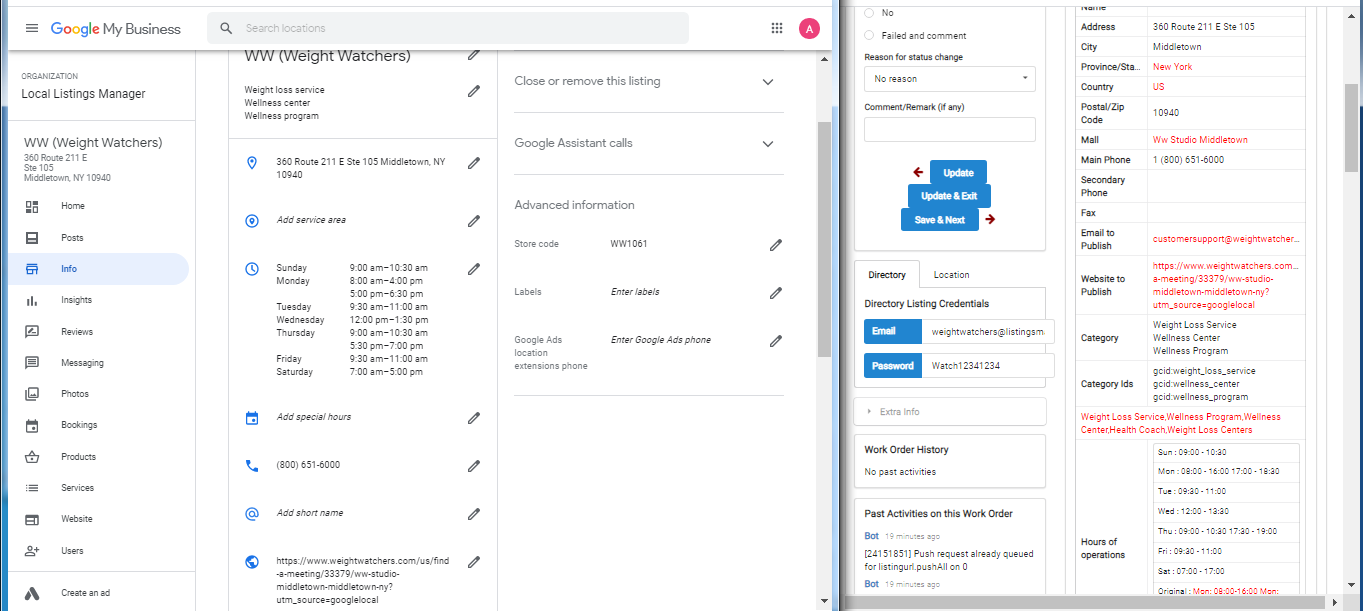 Google My Business
Search locations
A
ORGANIZATION
Local Listings Manager
WW (Weight Watchers)
360 Route 211 E
Ste 105
Middletown, NY 10940
Home
Posts
Info
Insights
Reviews
Messaging
Photos
Bookings
Products
Services
Website
Users
Create an ad
WW (Weight Watchers)
Weight loss service
Wellness center
Wellness program
360 Route 211 E Ste 105 Middletown, NY
10940
Add service area
Sunday 9:00 am–10:30 am
Monday 8:00 am–4:00 pm
5:00 pm–6:30 pm
Tuesday 9:30 am–11:00 am
Wednesday 12:00 pm–1:30 pm
Thursday 9:00 am–10:30 am
5:30 pm–7:00 pm
Friday 9:30 am–11:00 am
Saturday 7:00 am–5:00 pm
Add special hours
(800) 651-6000
Add short name
https://www.weightwatchers.com/us/find
-a-meeting/33379/ww-studio-
middletown-middletown-ny?
utm_source=googlelocal
Close or remove this listing
Google Assistant calls
Advanced information
Store code WW1061
Labels Enter labels
Google Ads Enter Google Ads phone
location
extensions phone
No
Failed and comment
Reason for status change
No reason
Comment/Remark (if any)
Update
Update & Exit
Save & Next
Directory Location
Directory Listing Credentials
Email weightwatchers@listingsm
Password Watch12341234
Extra Info
Work Order History
No past activities
Past Activities on this Work Order
Bot 19 minutes ago
[24151851] Push request already queued
for listingurl.pushAll on 0
Bot 19 minutes ago
Name
Address 360 Route 211 E Ste 105
City Middletown
Province/Sta... New York
Country US
Postal/Zip
Code 10940
Mall Ww Studio Middletown
Main Phone 1 (800) 651-6000
Secondary
Phone
Fax
Email to
Publish customersupport@weightwatcher...
Website to
Publish
https://www.weightwatchers.com...
a-meeting/33379/ww-studio-
middletown-middletown-ny?
utm_source=googlelocal
Category
Weight Loss Service
Wellness Center
Wellness Program
Category Ids
gcid:weight_loss_service
gcid:wellness_center
gcid:wellness_program
Weight Loss Service,Wellness Program,Wellness
Center,Health Coach,Weight Loss Centers
Hours of
operations
Sun : 09:00 - 10:30
Mon : 08:00 - 16:00 17:00 - 18:30
Tue : 09:30 - 11:00
Wed : 12:00 - 13:30
Thu : 09:00 - 10:30 17:30 - 19:00
Fri : 09:30 - 11:00
Sat : 07:00 - 17:00
Original : Mon: 08:00-16:00 Mon: